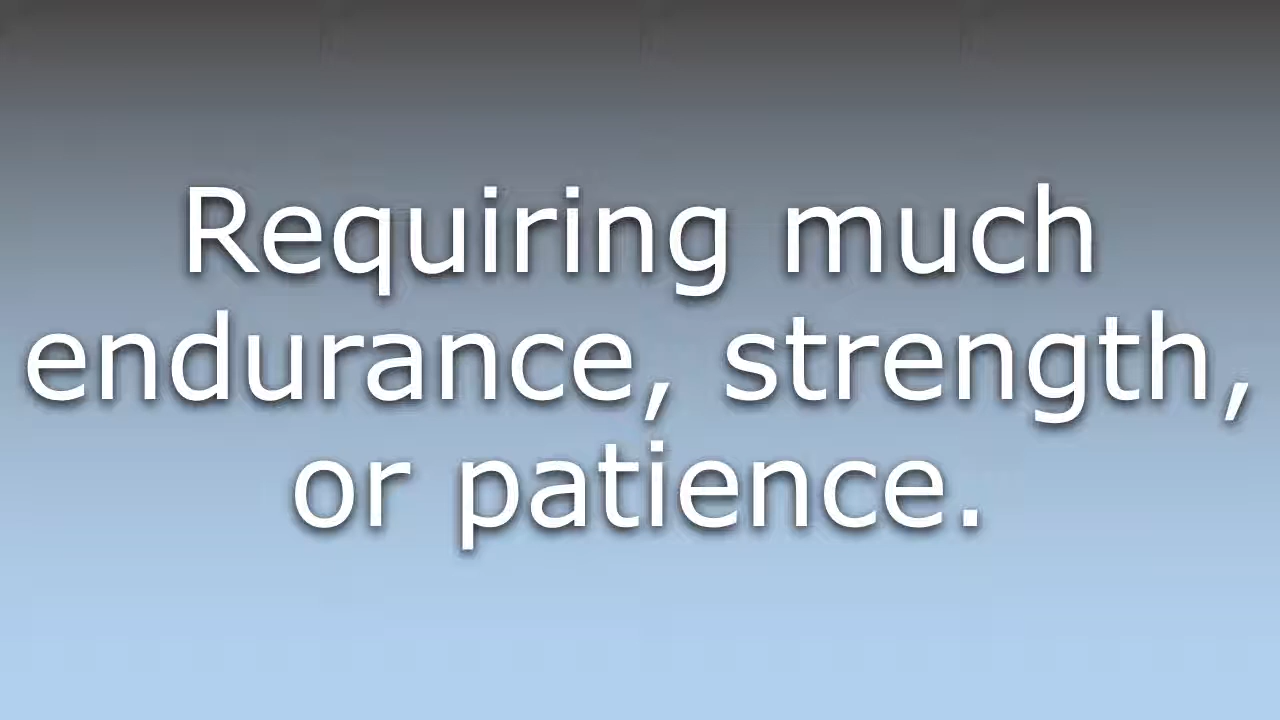 Requiring much
endurance, strength,
or patience.